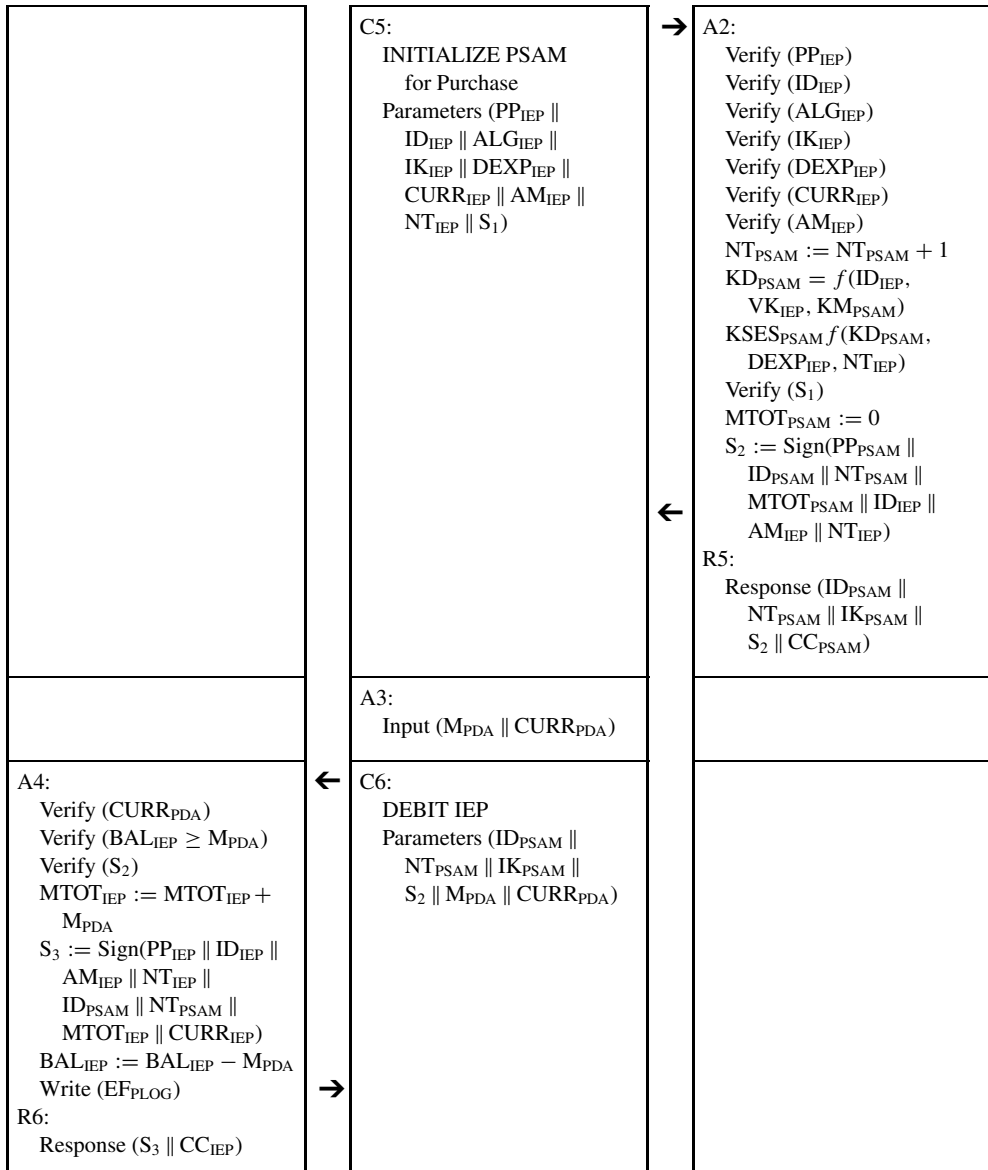 C5:
INITIALIZE PSAM
for Purchase
Parameters (PP_IEP ||
ID_IEP || ALG_IEP ||
IK_IEP || DEXP_IEP ||
CURR_IEP || AM_IEP ||
NT_IEP || S_1)
➔
A2:
Verify (PP_IEP)
Verify (ID_IEP)
Verify (ALG_IEP)
Verify (IK_IEP)
Verify (DEXP_IEP)
Verify (CURR_IEP)
Verify (AM_IEP)
NT_PSAM := NT_PSAM + 1
KD_PSAM = f(ID_IEP,
VK_IEP, KM_PSAM)
KSES_PSAM f(KD_PSAM,
DEXP_IEP, NT_IEP)
Verify (S_1)
MTOT_PSAM := 0
S_2 := Sign(PP_PSAM ||
ID_PSAM || NT_PSAM ||
MTOT_PSAM || ID_IEP ||
AM_IEP || NT_IEP)
R5:
Response (ID_PSAM ||
NT_PSAM || IK_PSAM ||
S_2 || CC_PSAM)
A3:
Input (M_PDA || CURR_PDA)
A4:
Verify (CURR_PDA)
Verify (BAL_IEP ≥ M_PDA)
Verify (S_2)
MTOT_IEP := MTOT_IEP +
M_PDA
S_3 := Sign(PP_IEP || ID_IEP ||
AM_IEP || NT_IEP ||
ID_PSAM || NT_PSAM ||
MTOT_IEP || CURR_IEP)
BAL_IEP := BAL_IEP − M_PDA
Write (EF_PLOG)
R6:
Response (S_3 || CC_IEP)
C6:
DEBIT IEP
Parameters (ID_PSAM ||
NT_PSAM || IK_PSAM ||
S_2 || M_PDA || CURR_PDA)